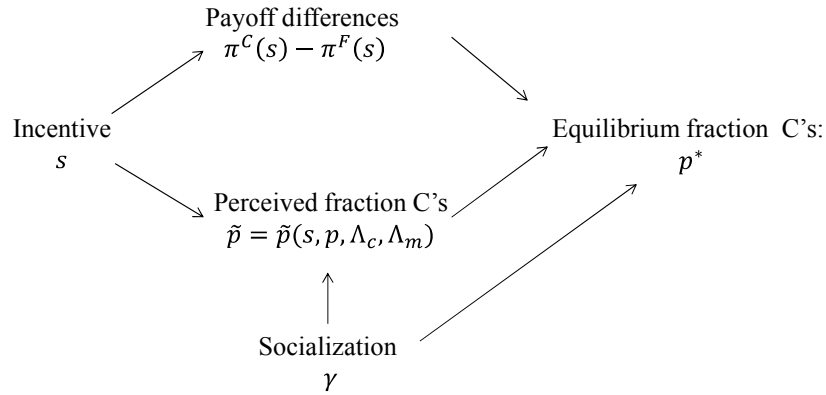 Payoff differences
π^C(s) − π^F(s)
Incentive
s
Equilibrium fraction C's:
p*
Perceived fraction C's
p̃ = p̃(s, p, Λ_c, Λ_m)
Socialization
γ